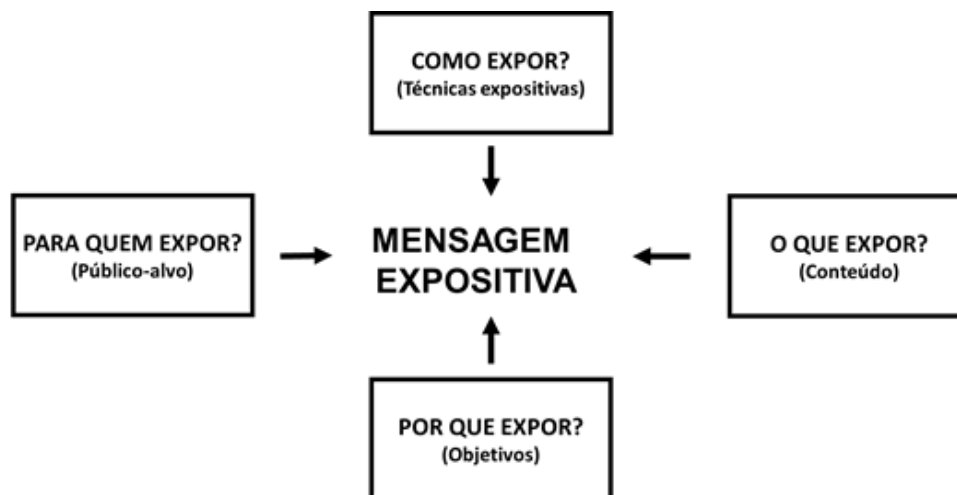 COMO EXPOR?
(Técnicas expositivas)
PARA QUEM EXPOR?
(Público-alvo)
MENSAGEM
EXPOSITIVA
O QUE EXPOR?
(Conteúdo)
POR QUE EXPOR?
(Objetivos)